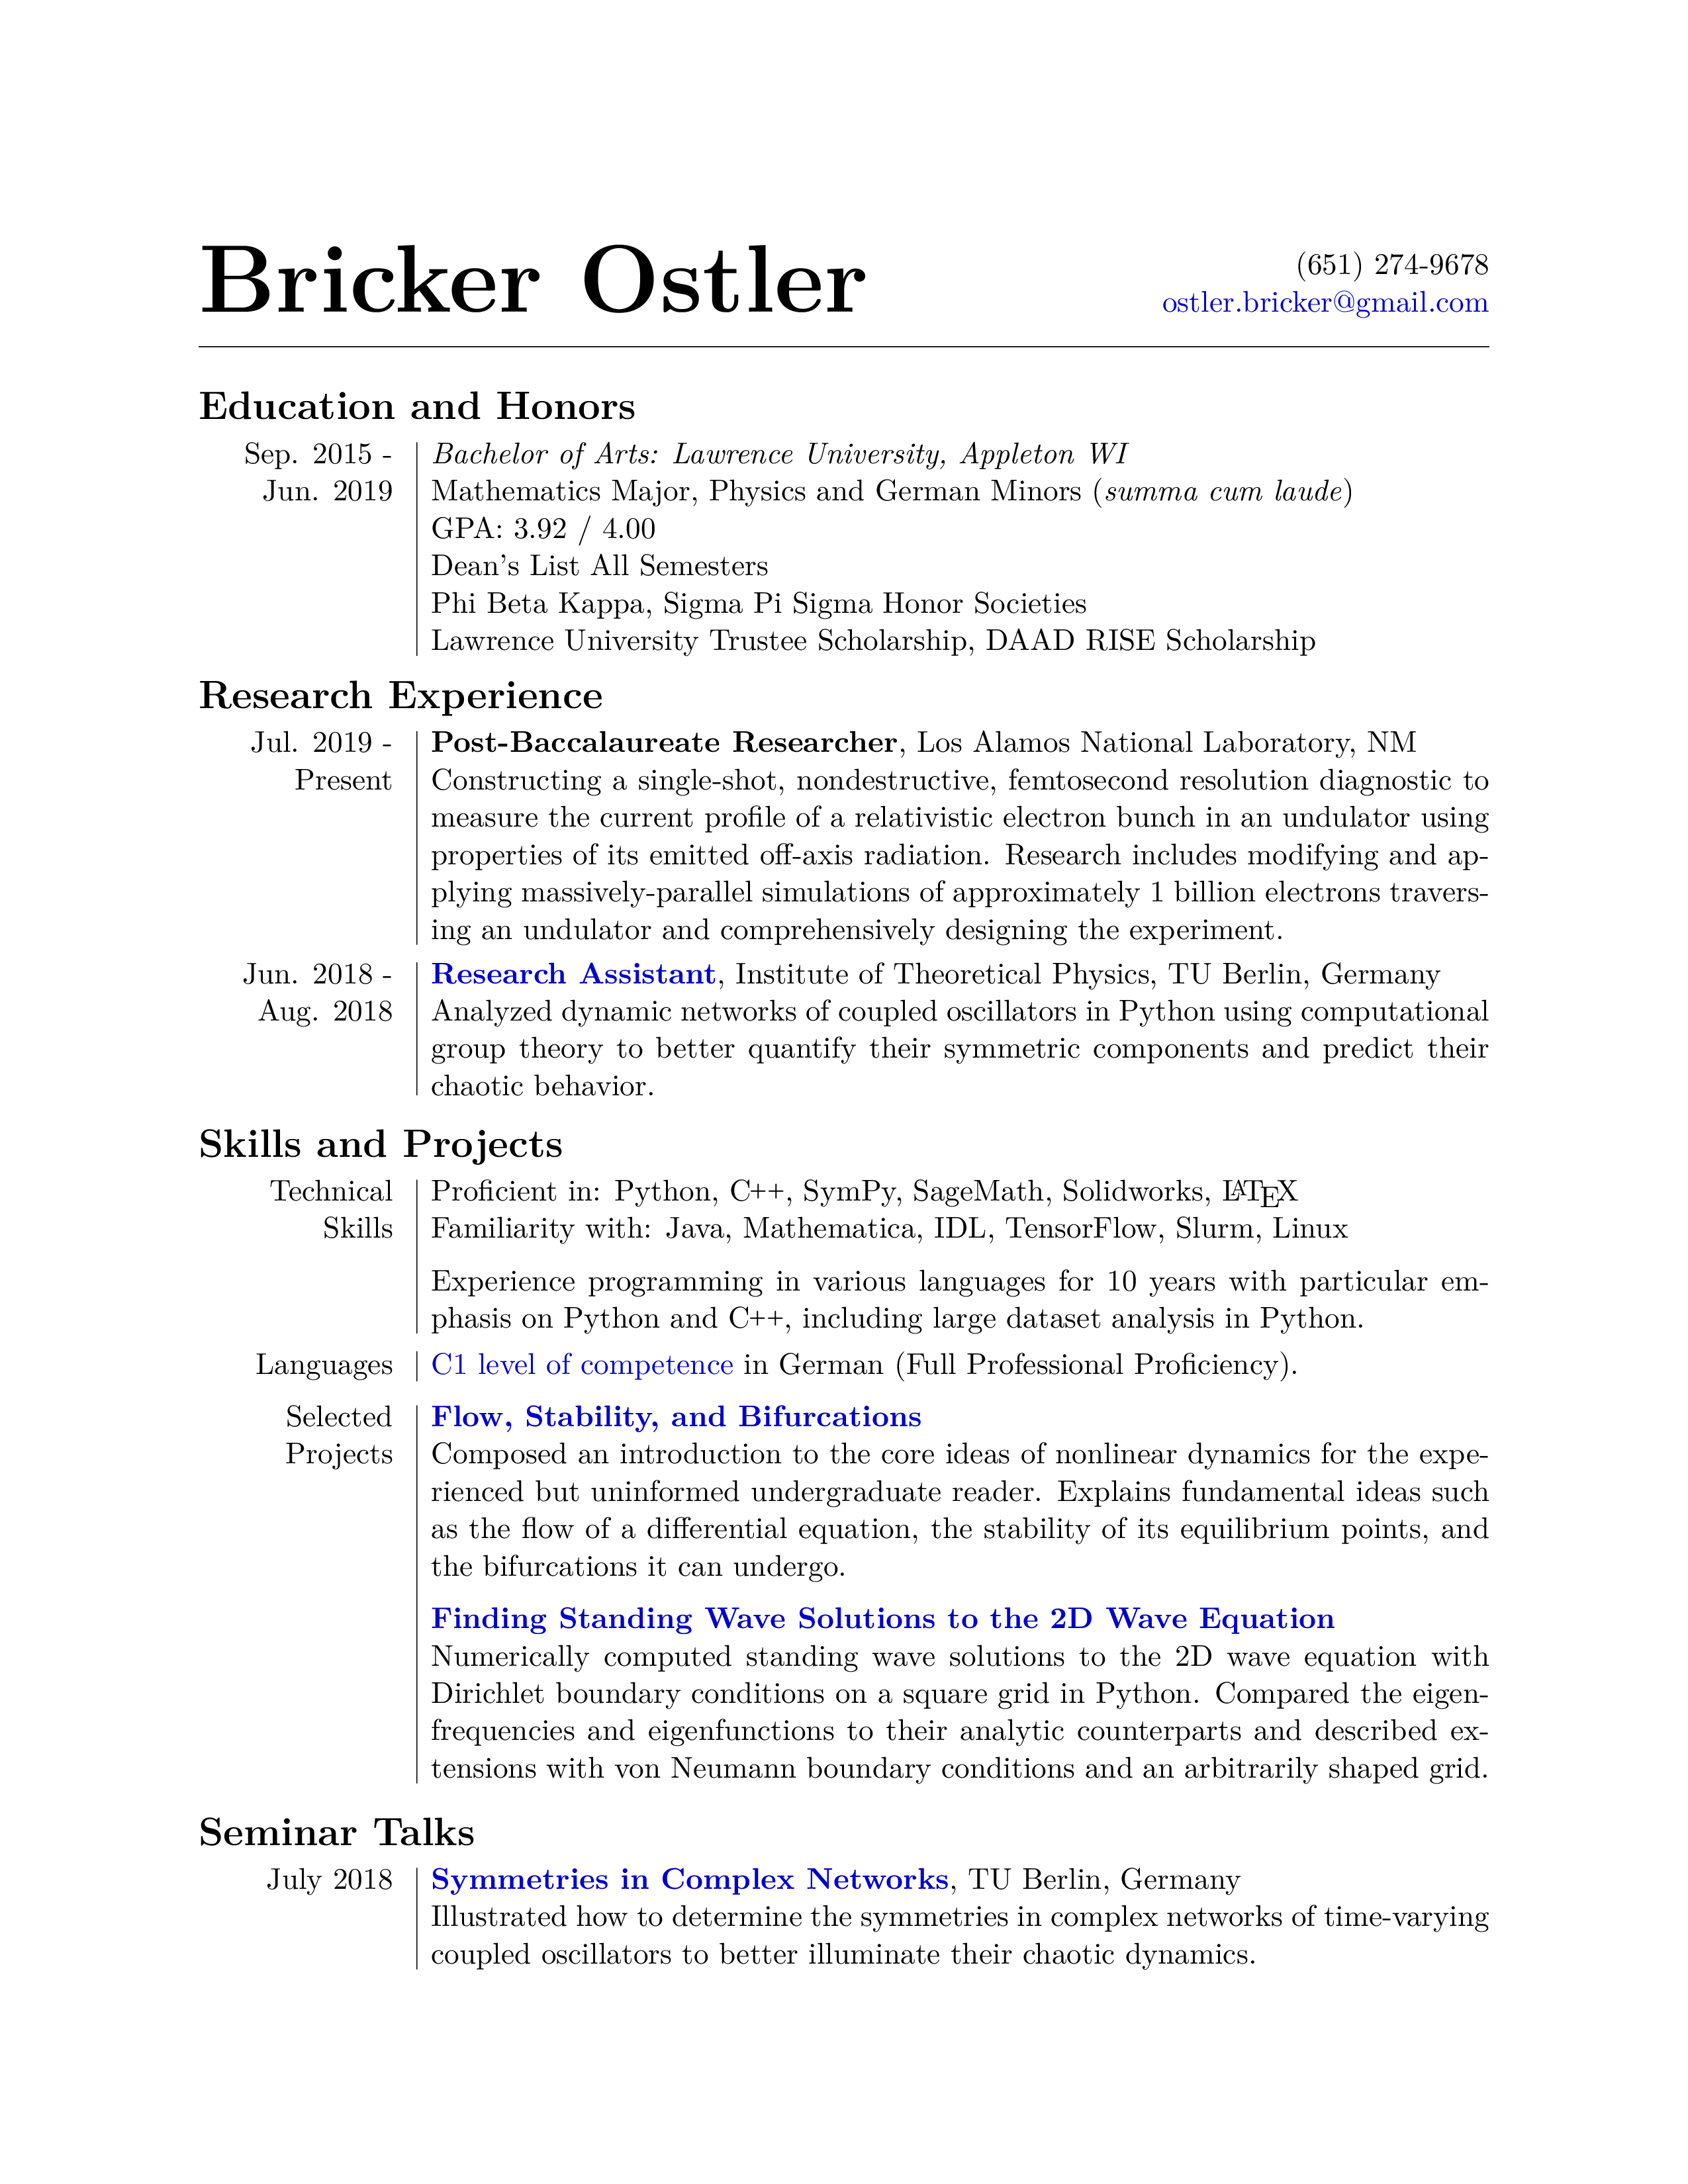 Bricker Ostler
(651) 274-9678
ostler.bricker@gmail.com
Education and Honors
Sep. 2015 - Bachelor of Arts: Lawrence University, Appleton WI
Jun. 2019 Mathematics Major, Physics and German Minors (summa cum laude)
GPA: 3.92 / 4.00
Dean's List All Semesters
Phi Beta Kappa, Sigma Pi Sigma Honor Societies
Lawrence University Trustee Scholarship, DAAD RISE Scholarship
Research Experience
Jul. 2019 - Post-Baccalaureate Researcher, Los Alamos National Laboratory, NM
Present Constructing a single-shot, nondestructive, femtosecond resolution diagnostic to
measure the current profile of a relativistic electron bunch in an undulator using
properties of its emitted off-axis radiation. Research includes modifying and ap-
plying massively-parallel simulations of approximately 1 billion electrons travers-
ing an undulator and comprehensively designing the experiment.
Jun. 2018 - Research Assistant, Institute of Theoretical Physics, TU Berlin, Germany
Aug. 2018 Analyzed dynamic networks of coupled oscillators in Python using computational
group theory to better quantify their symmetric components and predict their
chaotic behavior.
Skills and Projects
Technical Proficient in: Python, C++, SymPy, SageMath, Solidworks, LATEX
Skills Familiarity with: Java, Mathematica, IDL, TensorFlow, Slurm, Linux
Experience programming in various languages for 10 years with particular em-
phasis on Python and C++, including large dataset analysis in Python.
Languages C1 level of competence in German (Full Professional Proficiency).
Selected Flow, Stability, and Bifurcations
Projects Composed an introduction to the core ideas of nonlinear dynamics for the expe-
rienced but uninformed undergraduate reader. Explains fundamental ideas such
as the flow of a differential equation, the stability of its equilibrium points, and
the bifurcations it can undergo.
Finding Standing Wave Solutions to the 2D Wave Equation
Numerically computed standing wave solutions to the 2D wave equation with
Dirichlet boundary conditions on a square grid in Python. Compared the eigen-
frequencies and eigenfunctions to their analytic counterparts and described ex-
tensions with von Neumann boundary conditions and an arbitrarily shaped grid.
Seminar Talks
July 2018 Symmetries in Complex Networks, TU Berlin, Germany
Illustrated how to determine the symmetries in complex networks of time-varying
coupled oscillators to better illuminate their chaotic dynamics.